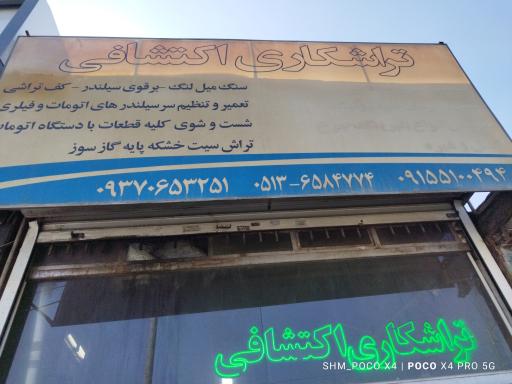 تراشکاری اکتشافی
سنگ میل لنگ - برقوی سیلندر - کف تراشی
تعمیر و تنظیم سرسیلندر های اتومات و فیلری
شست و شوی کلیه قطعات با دستگاه اتومات
تراش سیت خشکه پایه گاز سوز
۰۹۱۵۵۱۰۰۴۹۴ ۰۵۱۳-۶۵۸۴۷۷۴ ۰۹۳۷۰۶۵۳۲۵۱
تراشکاری اکتشافی
SHM_POCO X4 | POCO X4 PRO 5G